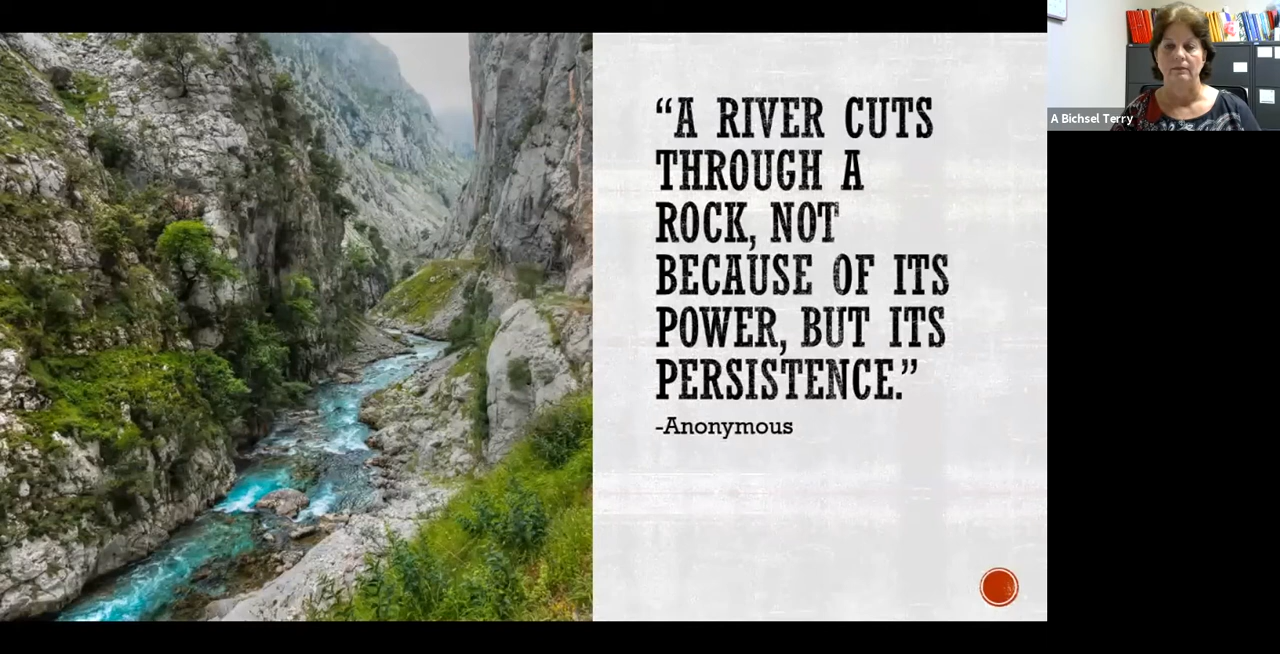 “A RIVER CUTS
THROUGH A
ROCK, NOT
BECAUSE OF ITS
POWER, BUT ITS
PERSISTENCE.”
-Anonymous
A Bichsel Terry